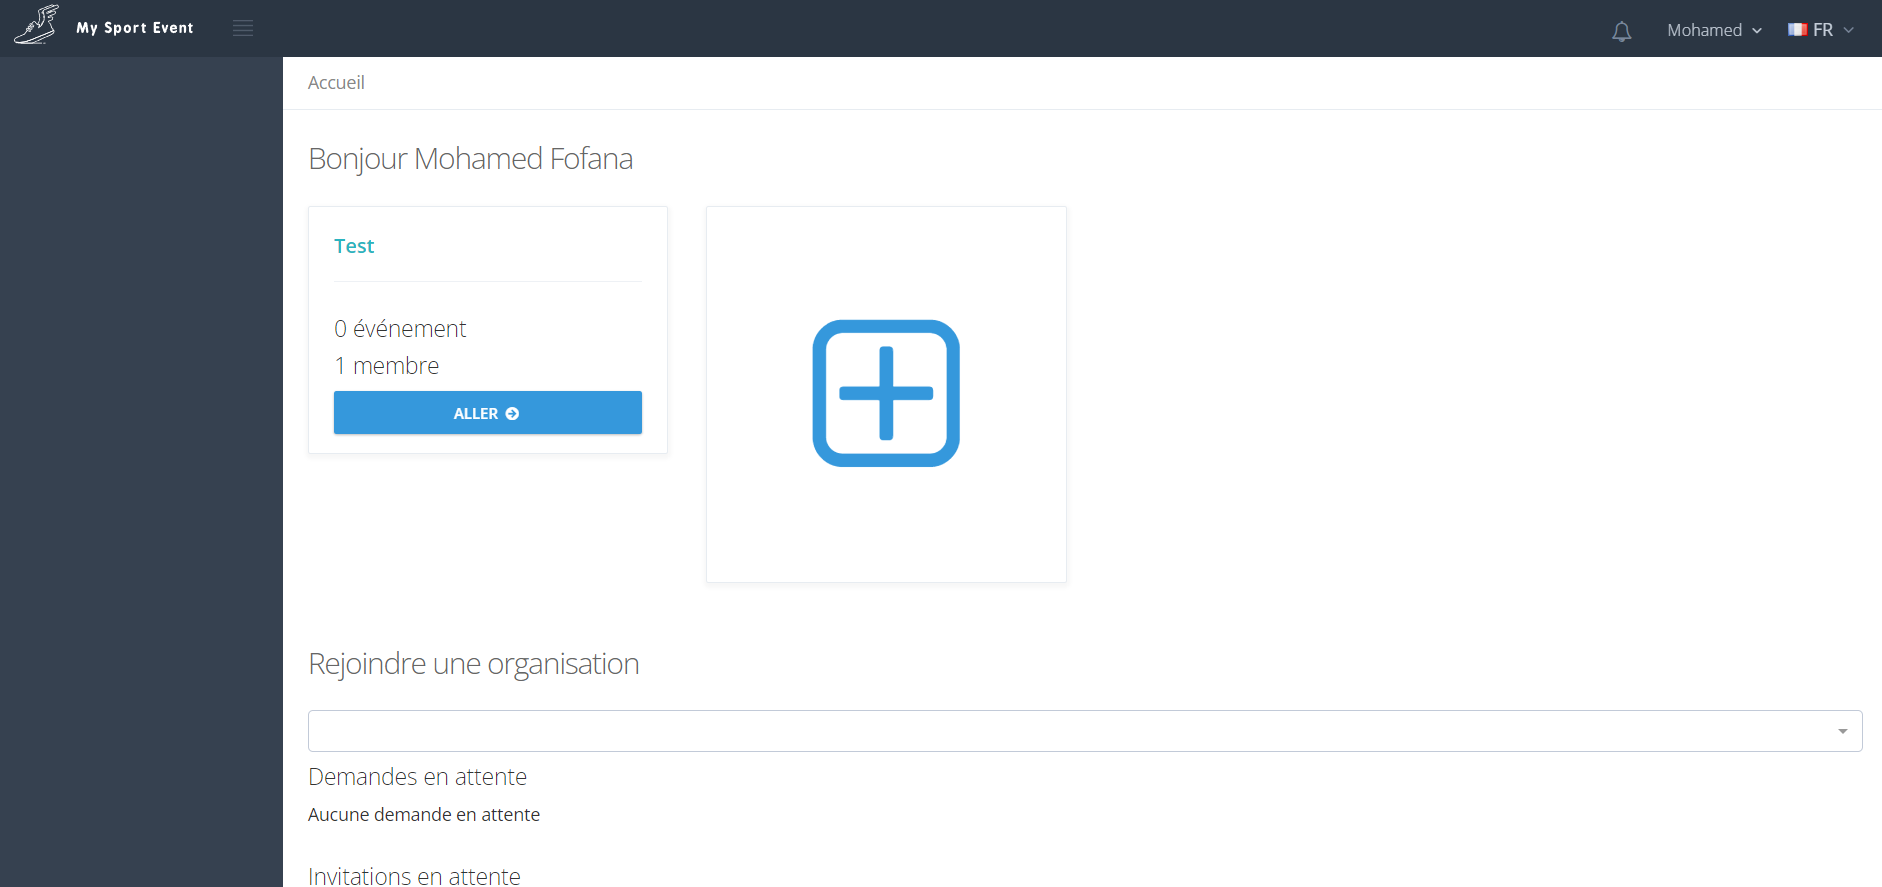 My Sport Event
Mohamed
FR
Accueil
Bonjour Mohamed Fofana
Test
0 événement
1 membre
ALLER
Rejoindre une organisation
Demandes en attente
Aucune demande en attente
Invitations en attente